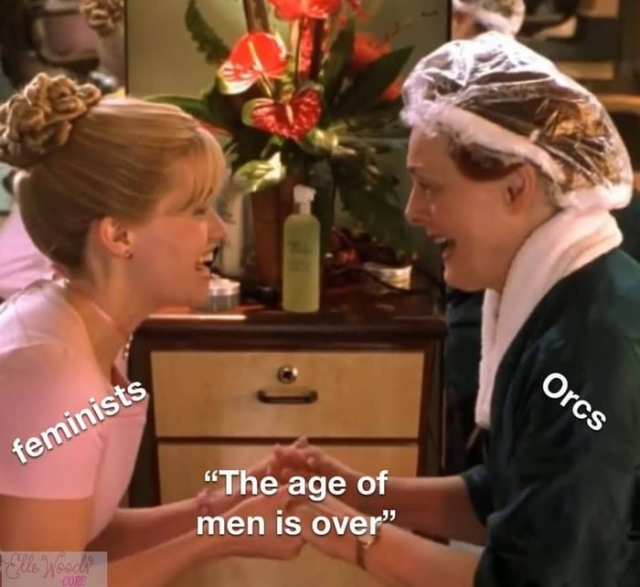 feminists
Orcs
“The age of
men is over”
Elle Woods
CORE